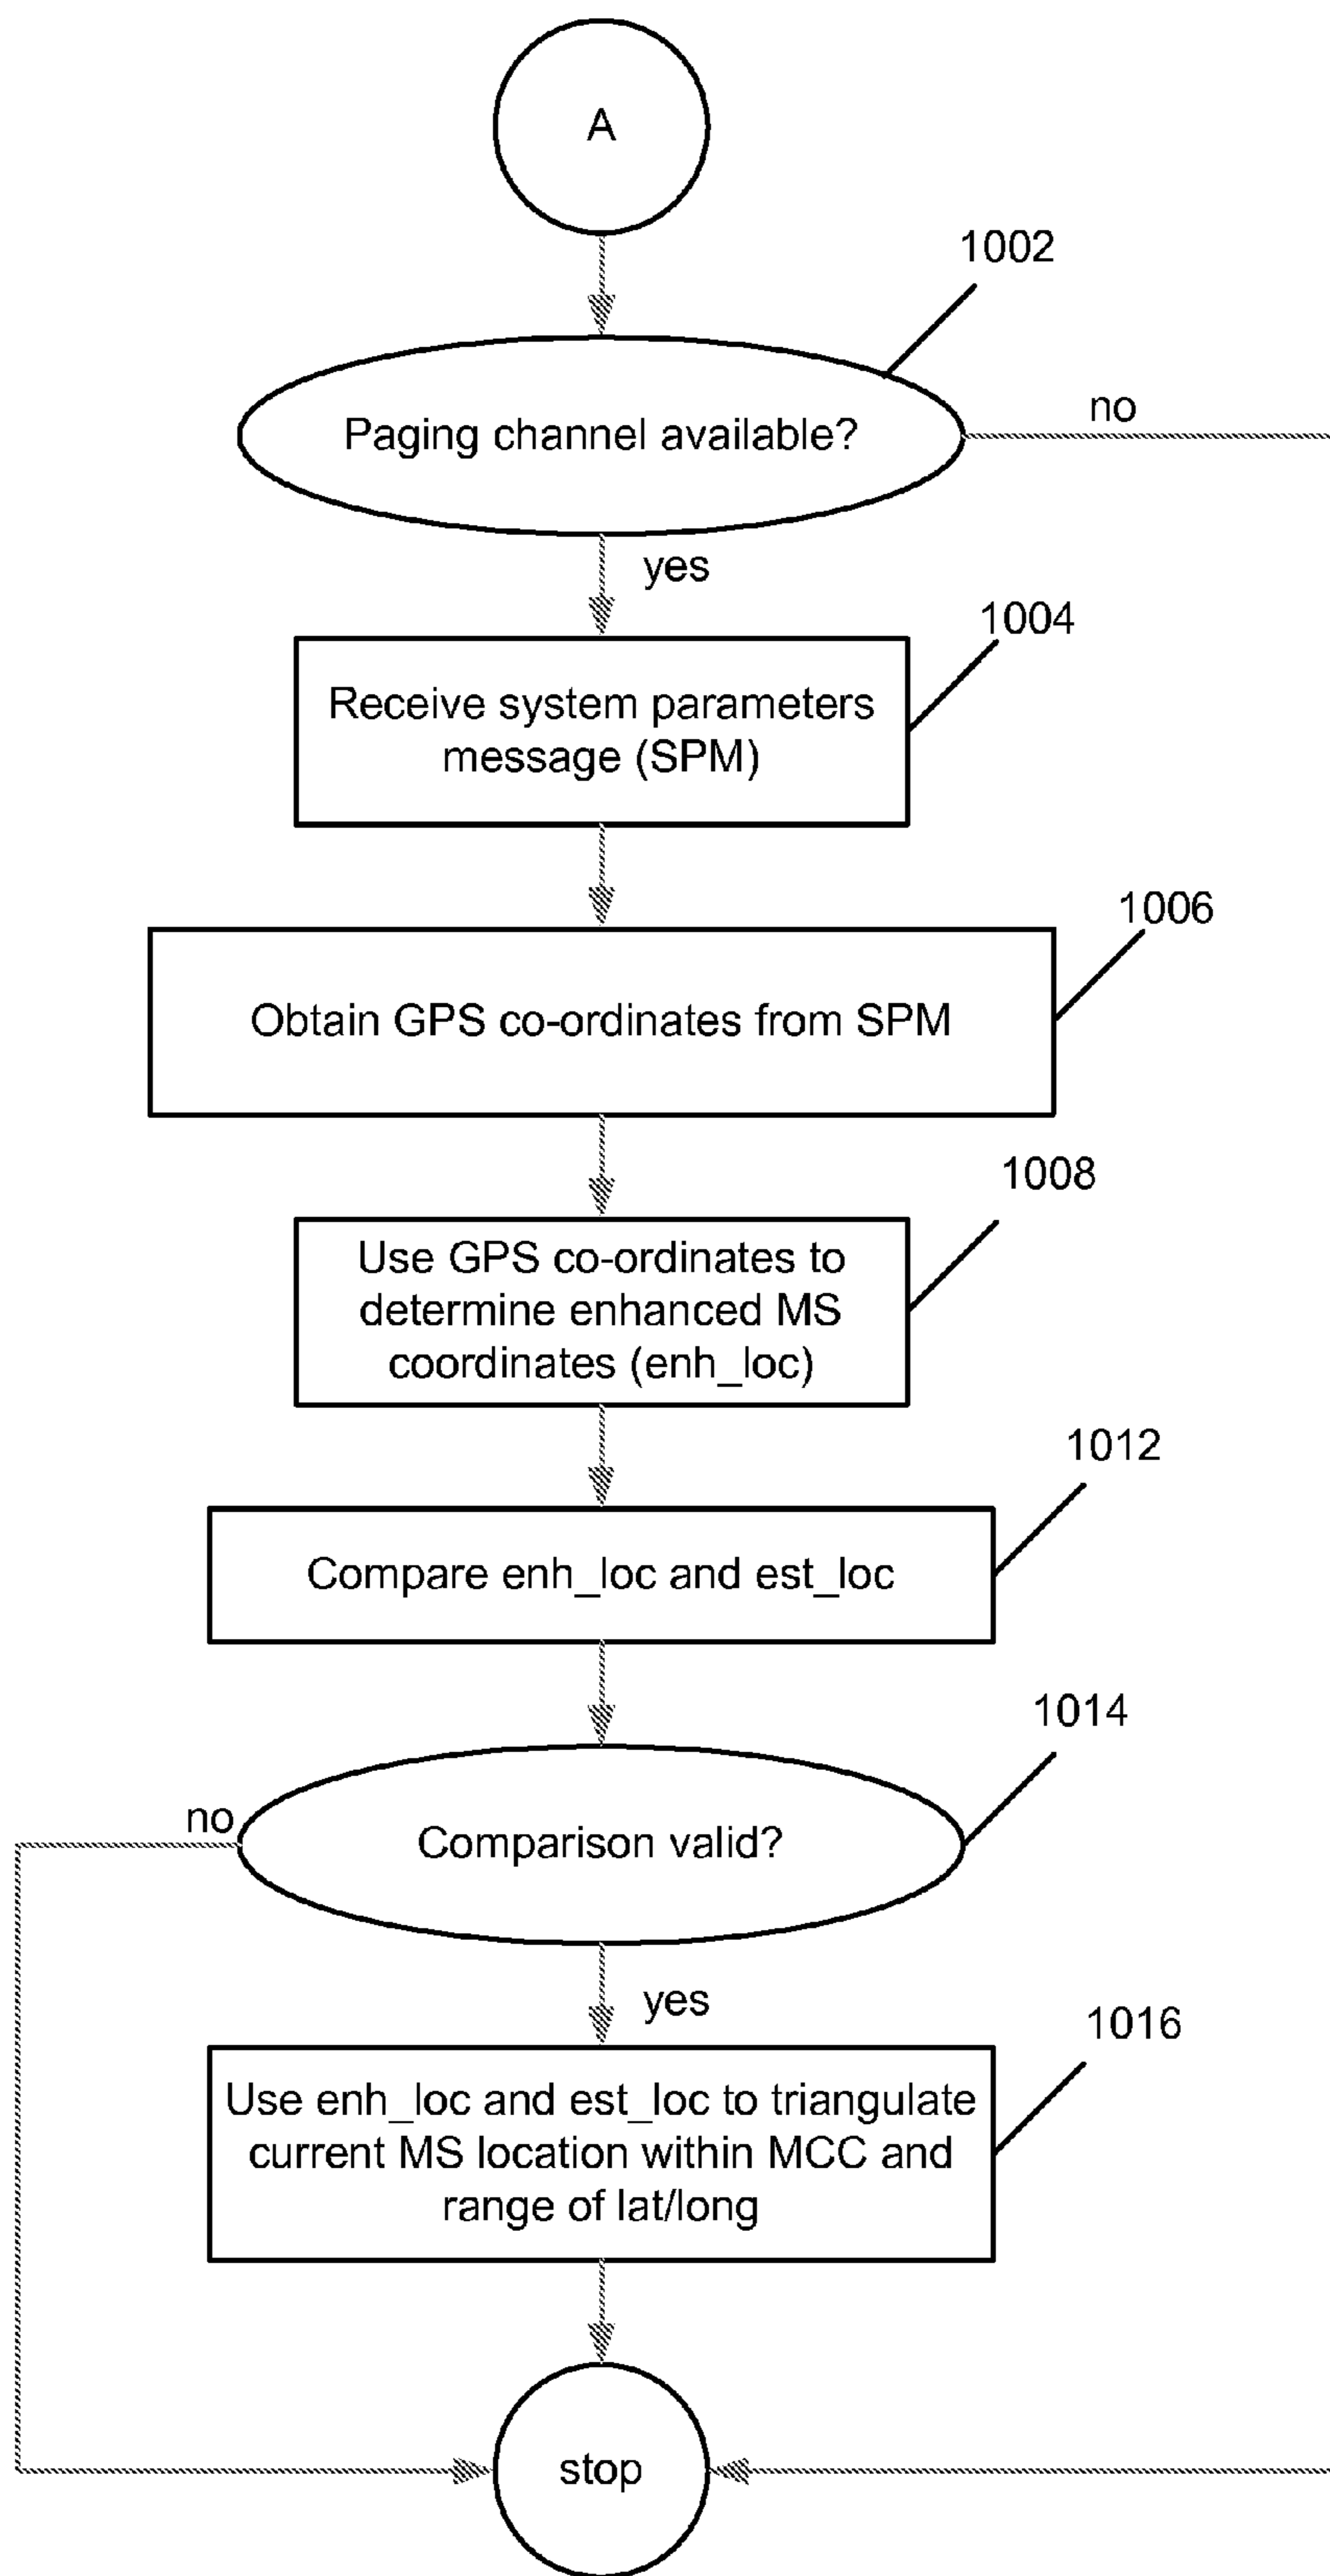 A
1002
Paging channel available?
no
yes
1004
Receive system parameters
message (SPM)
1006
Obtain GPS co-ordinates from SPM
1008
Use GPS co-ordinates to
determine enhanced MS
coordinates (enh_loc)
1012
Compare enh_loc and est_loc
1014
no
Comparison valid?
yes
1016
Use enh_loc and est_loc to triangulate
current MS location within MCC and
range of lat/long
stop